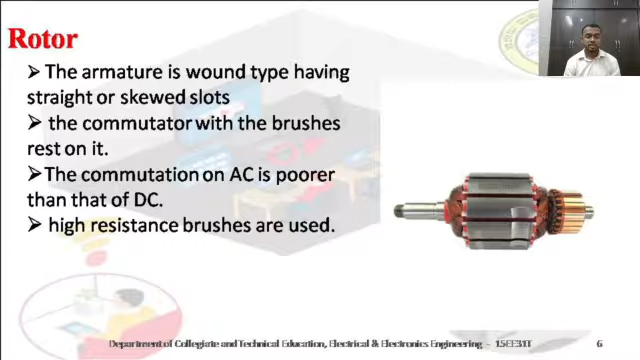 Rotor
➢ The armature is wound type having
straight or skewed slots
➢ the commutator with the brushes
rest on it.
➢ The commutation on AC is poorer
than that of DC.
➢ high resistance brushes are used.
Department of Collegiate and Technical Education, Electrical & Electronics Engineering - 15EE31T
6